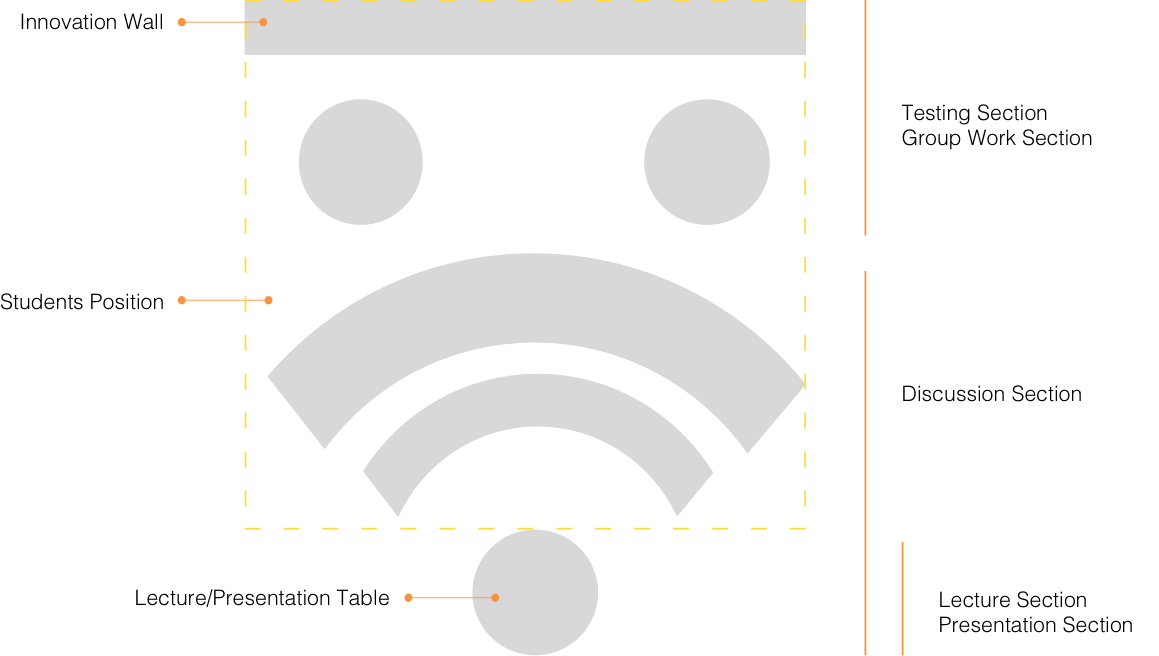 Innovation Wall
Testing Section
Group Work Section
Students Position
Discussion Section
Lecture/Presentation Table
Lecture Section
Presentation Section